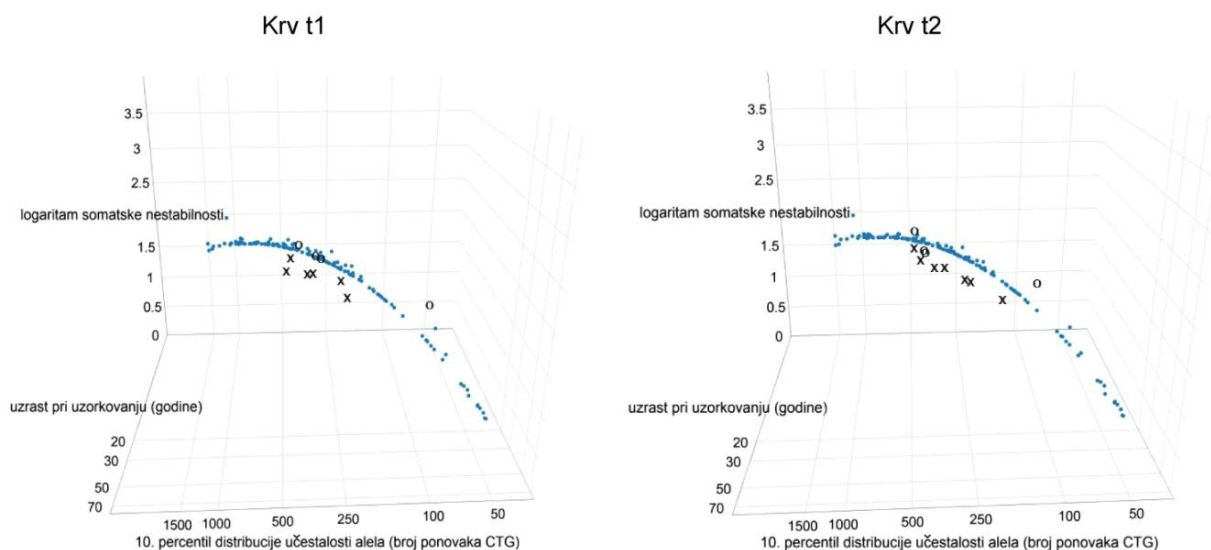 Krv t1
3.5
3
2.5
logaritam somatske nestabilnosti
1.5
1
0.5
0
uzrast pri uzorkovanju (godine)
20
30
50
70
1500 1000 500 250 100 50
10. percentil distribucije učestalosti alela (broj ponovaka CTG)
Krv t2
3.5
3
2.5
logaritam somatske nestabilnosti
1.5
1
0.5
0
uzrast pri uzorkovanju (godine)
20
30
50
70
1500 1000 500 250 100 50
10. percentil distribucije učestalosti alela (broj ponovaka CTG)